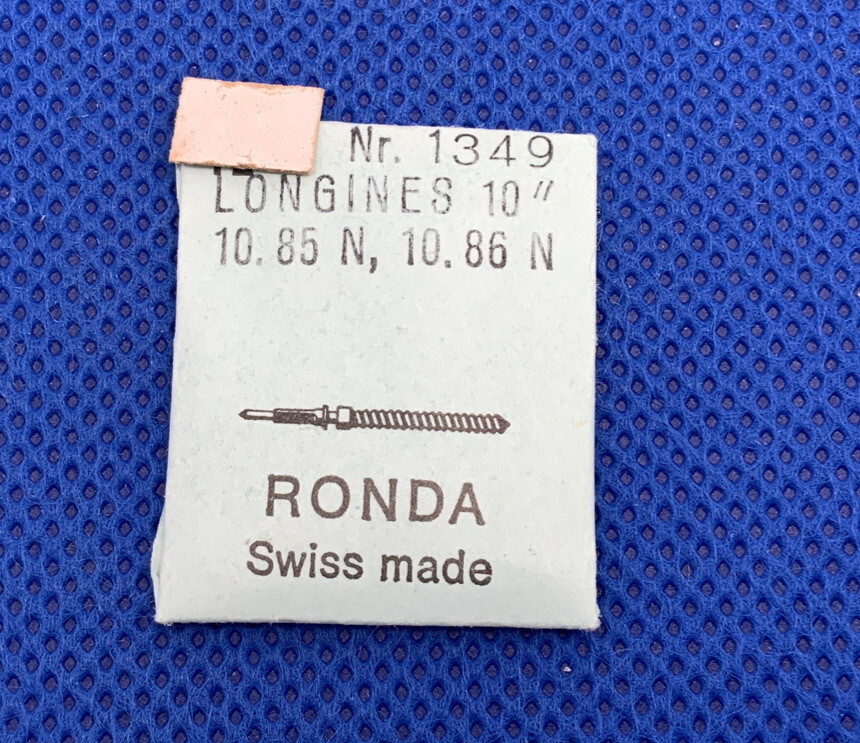 Nr. 1349
LONGINES 10‴
10.85 N, 10.86 N
RONDA
Swiss made